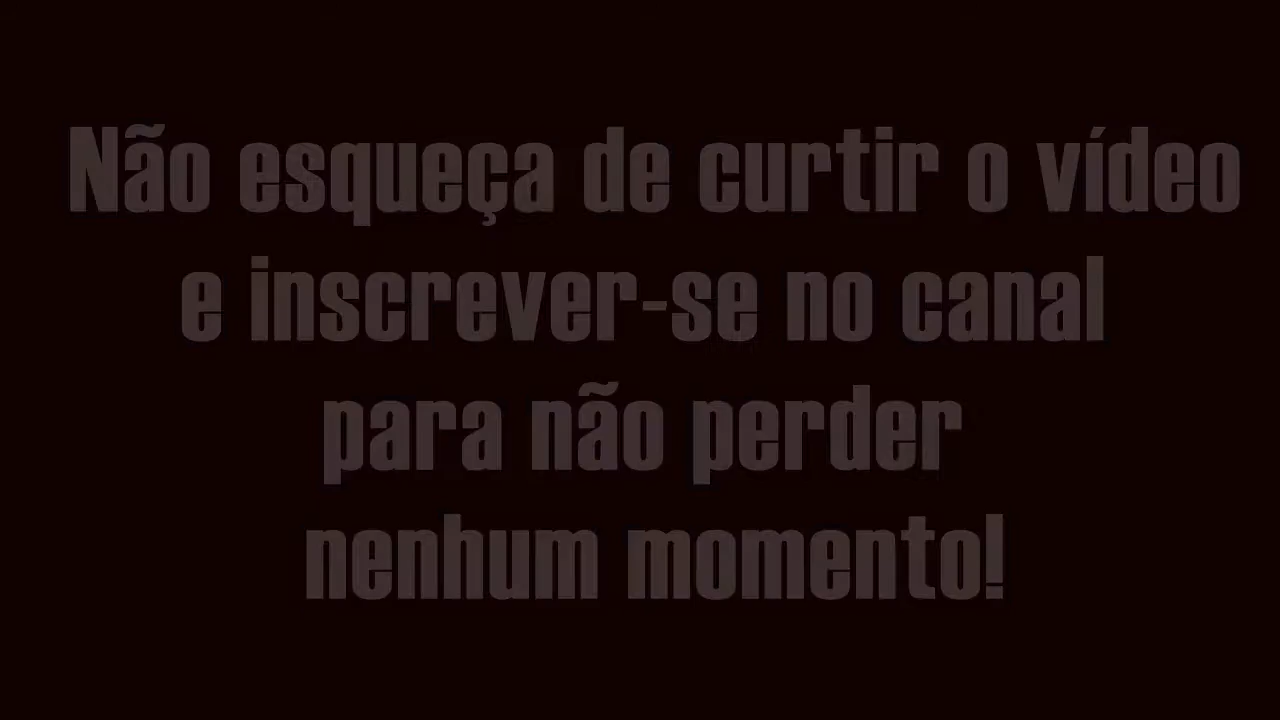 Não esqueça de curtir o vídeo
e inscrever-se no canal
para não perder
nenhum momento!